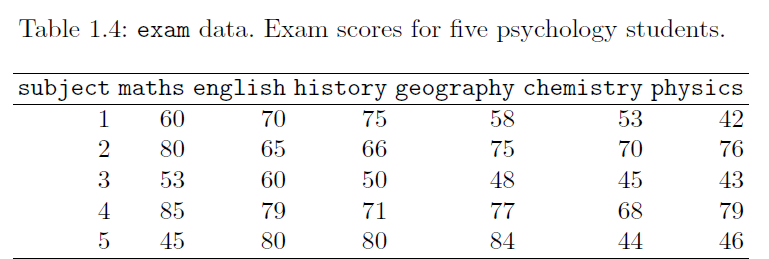 Table 1.4: exam data. Exam scores for five psychology students.
subject maths english history geography chemistry physics
1 60 70 75 58 53 42
2 80 65 66 75 70 76
3 53 60 50 48 45 43
4 85 79 71 77 68 79
5 45 80 80 84 44 46